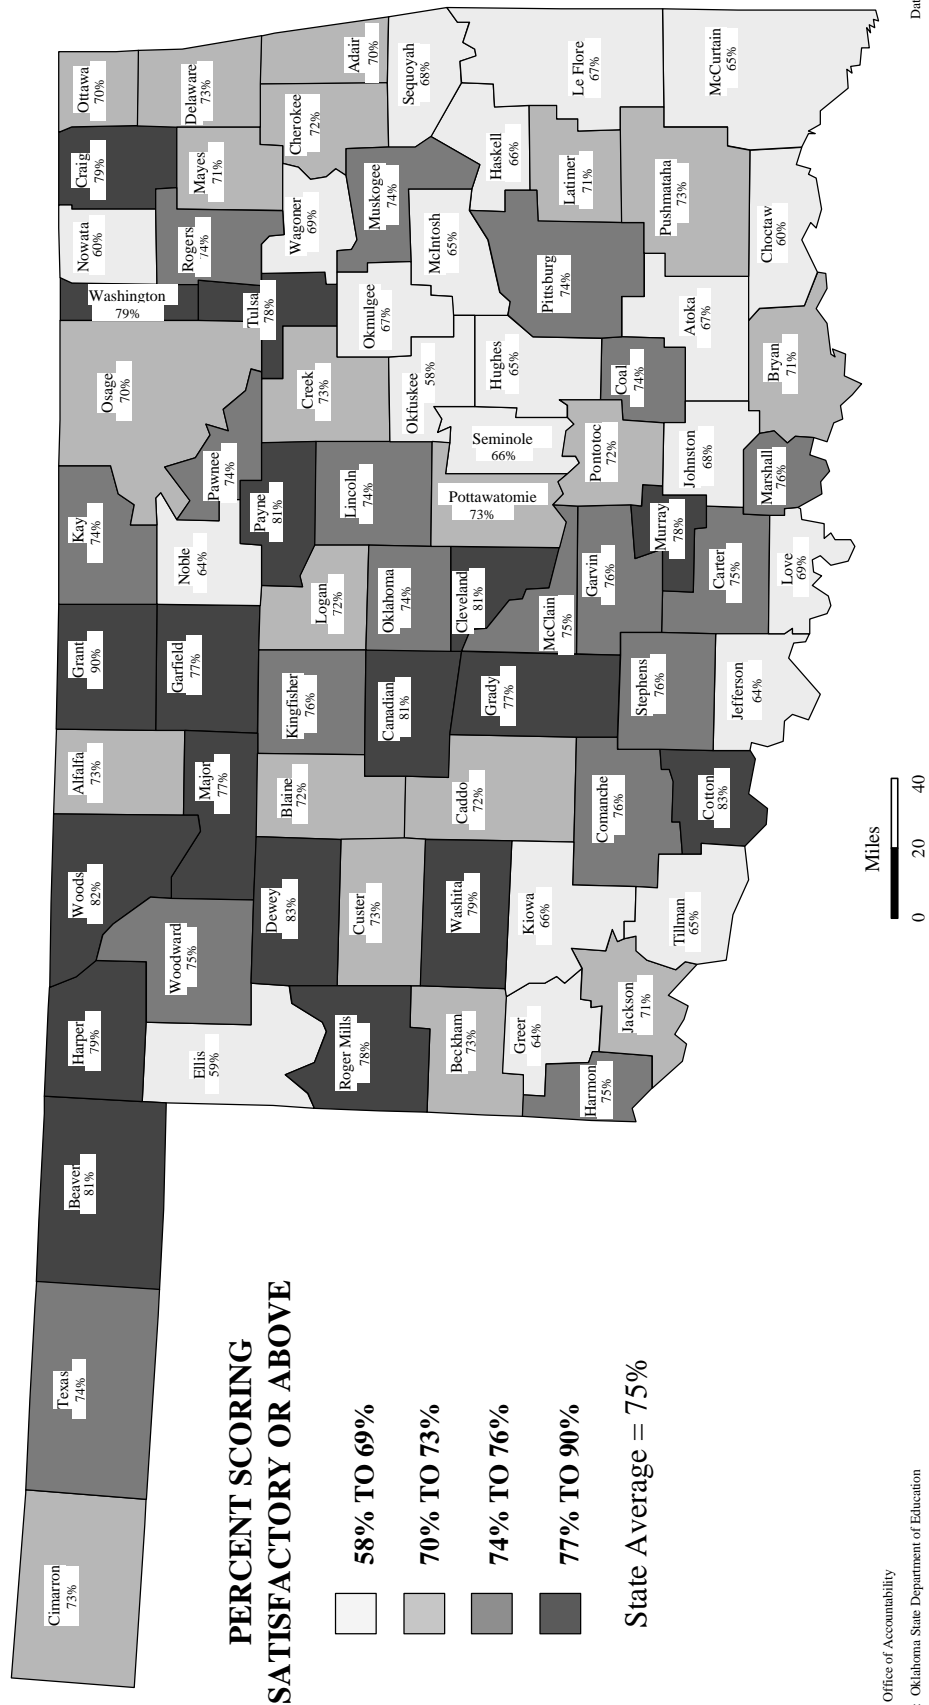 Cimarron
73%
Texas
74%
Beaver
81%
Harper
79%
Woods
82%
Alfalfa
73%
Grant
90%
Kay
74%
Osage
70%
Washington
79%
Nowata
60%
Craig
79%
Ottawa
70%
Ellis
59%
Woodward
75%
Major
77%
Garfield
77%
Noble
64%
Pawnee
74%
Tulsa
78%
Rogers
74%
Mayes
71%
Delaware
73%
Roger Mills
78%
Dewey
83%
Blaine
72%
Kingfisher
76%
Logan
72%
Payne
81%
Creek
73%
Wagoner
69%
Cherokee
72%
Adair
70%
Beckham
73%
Custer
73%
Washita
79%
Caddo
72%
Canadian
81%
Oklahoma
74%
Lincoln
74%
Okfuskee
58%
Okmulgee
67%
Muskogee
74%
McIntosh
65%
Sequoyah
68%
Harmon
75%
Greer
64%
Kiowa
66%
Grady
77%
Cleveland
81%
McClain
75%
Pottawatomie
73%
Seminole
66%
Hughes
65%
Pittsburg
74%
Haskell
66%
Latimer
71%
Le Flore
67%
Jackson
71%
Tillman
65%
Comanche
76%
Cotton
83%
Stephens
76%
Jefferson
64%
Garvin
76%
Murray
78%
Carter
75%
Love
69%
Pontotoc
72%
Johnston
68%
Marshall
76%
Coal
74%
Atoka
67%
Bryan
71%
Pushmataha
73%
Choctaw
60%
McCurtain
65%
PERCENT SCORING
SATISFACTORY OR ABOVE
58% TO 69%
70% TO 73%
74% TO 76%
77% TO 90%
State Average = 75%
Miles
0 20 40
Office of Accountability
: Oklahoma State Department of Education
Dat